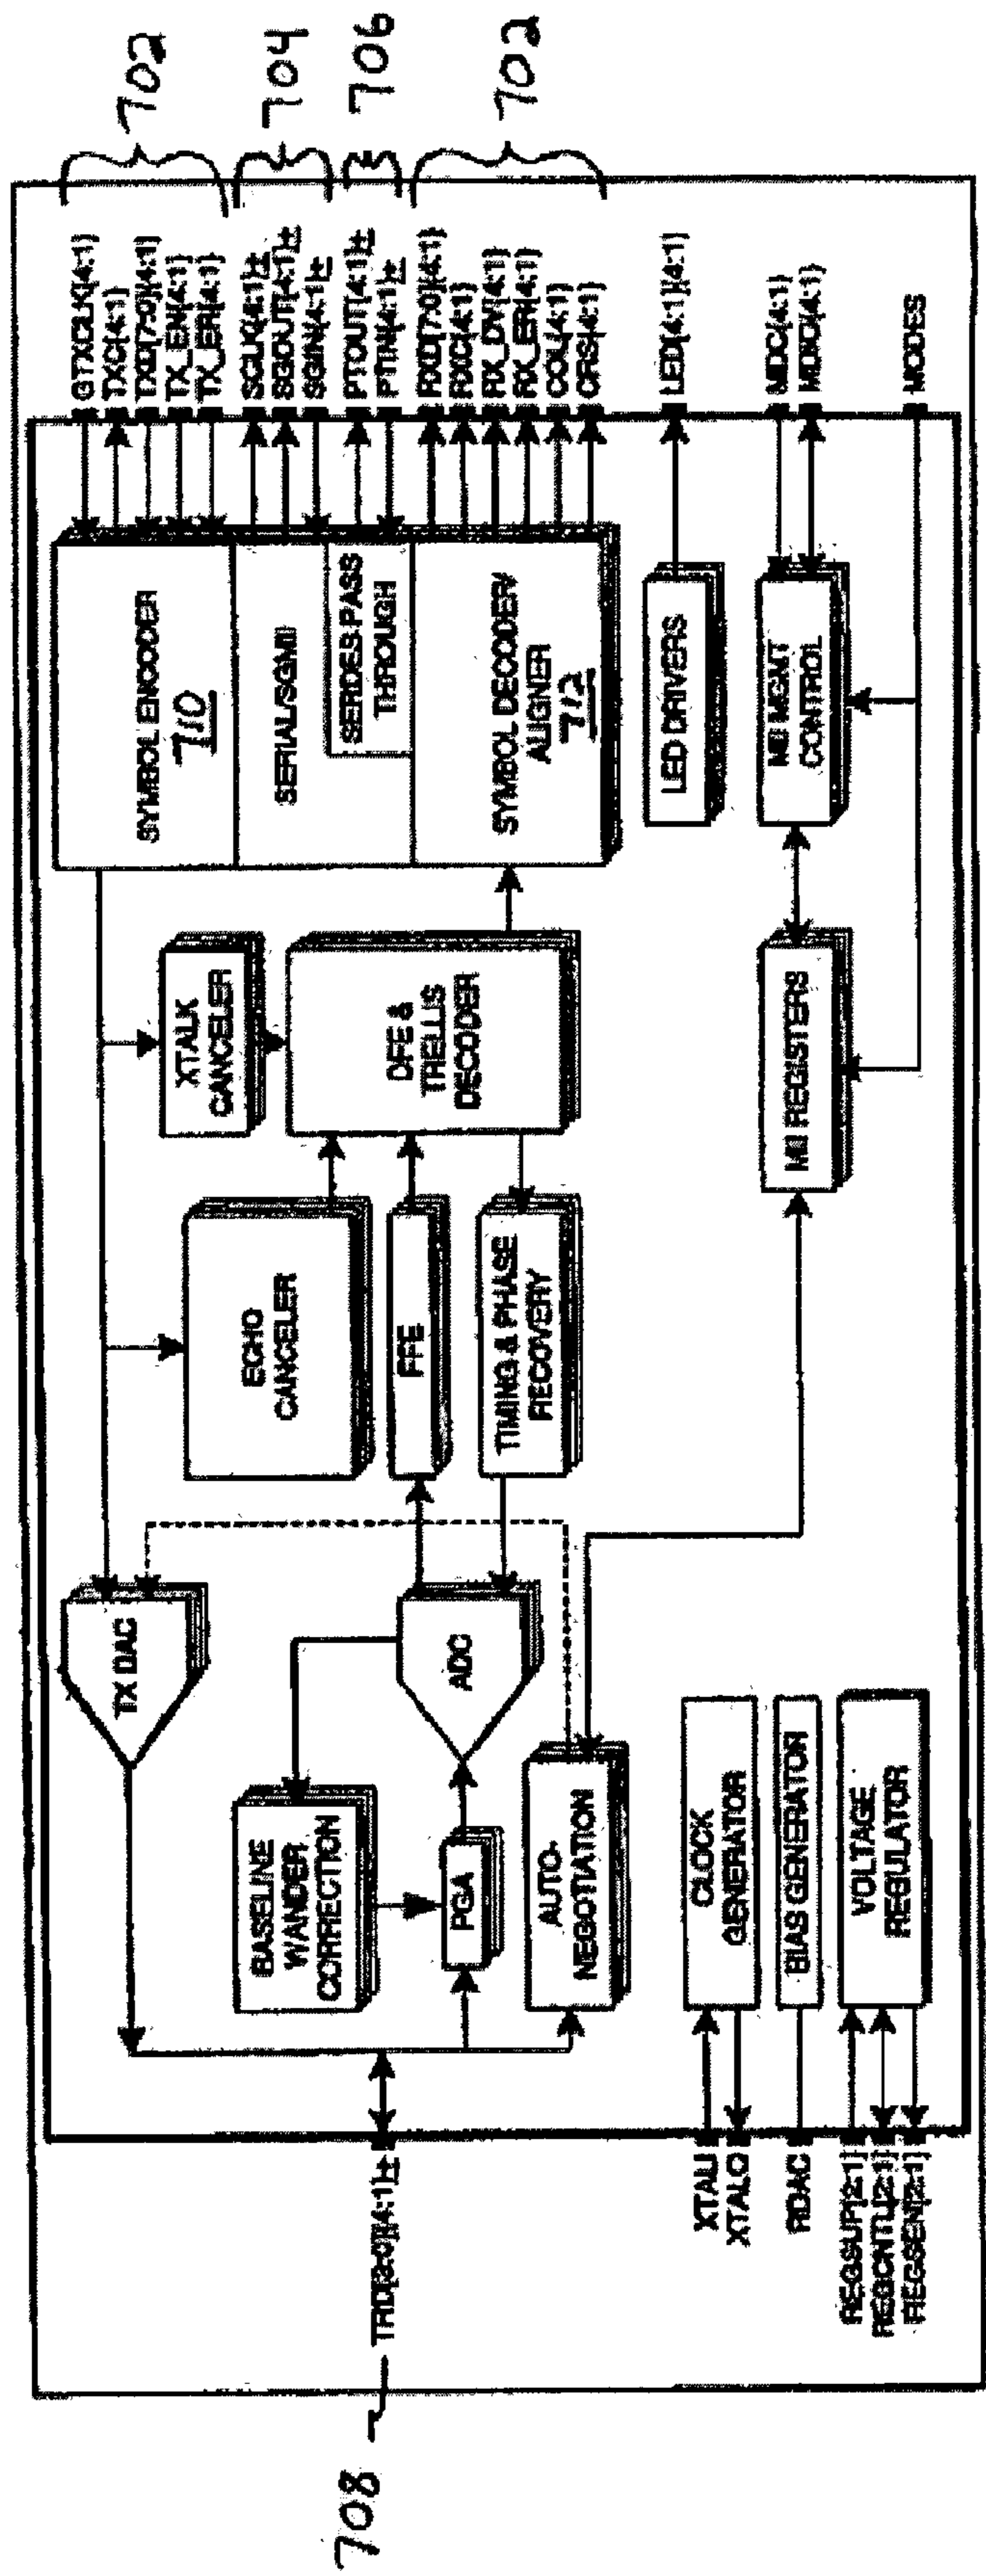 702
704
706
702
GTXCLK{4:1}
TXC{4:1}
TXD[7:0]{4:1}
TX_EN{4:1}
TX_ER{4:1}
SCLK{4:1}±
SGOUT{4:1}±
SGIN{4:1}±
PTOUT{4:1}±
PTIN{4:1}±
RXD[7:0]{4:1}
RXC{4:1}
RX_DV{4:1}
RX_ER{4:1}
COL{4:1}
CRS{4:1}
LED[4:1]{4:1}
MDC{4:1}
MDIO{4:1}
MODES
SYMBOL ENCODER
710
SERIAL/SGMII
SERDES PASS
THROUGH
SYMBOL DECODER/
ALIGNER
712
LED DRIVERS
MII MGMT
CONTROL
XTALK
CANCELER
DFE &
TRELLIS
DECODER
MII REGISTERS
ECHO
CANCELER
FFE
TIMING & PHASE
RECOVERY
TX DAC
ADC
BASELINE
WANDER
CORRECTION
PGA
AUTO-
NEGOTIATION
CLOCK
GENERATOR
BIAS GENERATOR
VOLTAGE
REGULATOR
TRD[3:0]{4:1}±
XTALI
XTALO
RDAC
REGSUP[2:1]
REGCNTL[2:1]
REGSEN[2:1]
708